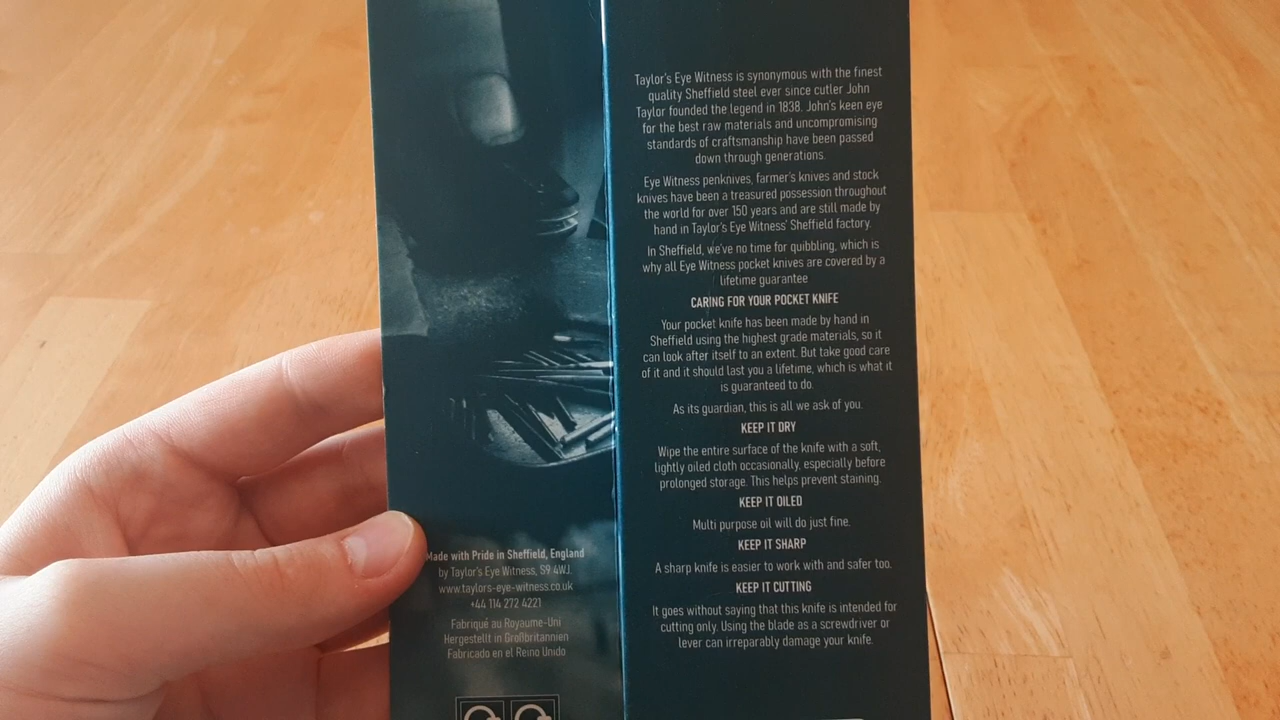 Made with Pride in Sheffield, England
by Taylor's Eye Witness, S9 4WJ.
www.taylors-eye-witness.co.uk
+44 114 272 4221
Fabriqué au Royaume-Uni
Hergestellt in Großbritannien
Fabricado en el Reino Unido
Taylor's Eye Witness is synonymous with the finest
quality Sheffield steel ever since cutler John
Taylor founded the legend in 1838. John's keen eye
for the best raw materials and uncompromising
standards of craftsmanship have been passed
down through generations.
Eye Witness penknives, farmer's knives and stock
knives have been a treasured possession throughout
the world for over 150 years and are still made by
hand in Taylor's Eye Witness' Sheffield factory.
In Sheffield, we've no time for quibbling, which is
why all Eye Witness pocket knives are covered by a
lifetime guarantee
CARING FOR YOUR POCKET KNIFE
Your pocket knife has been made by hand in
Sheffield using the highest grade materials, so it
can look after itself to an extent. But take good care
of it and it should last you a lifetime, which is what it
is guaranteed to do.
As its guardian, this is all we ask of you.
KEEP IT DRY
Wipe the entire surface of the knife with a soft,
lightly oiled cloth occasionally, especially before
prolonged storage. This helps prevent staining.
KEEP IT OILED
Multi purpose oil will do just fine.
KEEP IT SHARP
A sharp knife is easier to work with and safer too.
KEEP IT CUTTING
It goes without saying that this knife is intended for
cutting only. Using the blade as a screwdriver or
lever can irreparably damage your knife.